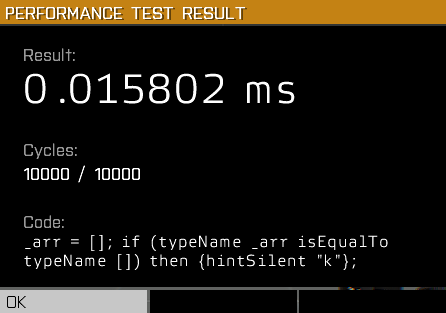 PERFORMANCE TEST RESULT
Result:
0.015802 ms
Cycles:
10000 / 10000
Code:
_arr = []; if (typeName _arr isEqualTo
typeName []) then {hintSilent "k"};
OK